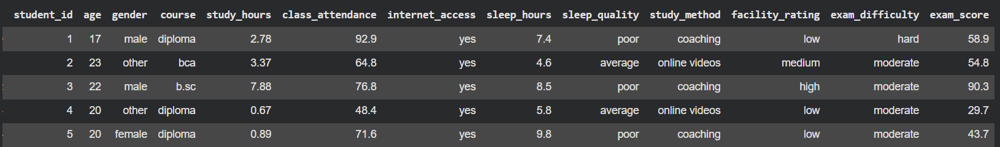 student_id age gender course study_hours class_attendance internet_access sleep_hours sleep_quality study_method facility_rating exam_difficulty exam_score
1 17 male diploma 2.78 92.9 yes 7.4 poor coaching low hard 58.9
2 23 other bca 3.37 64.8 yes 4.6 average online videos medium moderate 54.8
3 22 male b.sc 7.88 76.8 yes 8.5 poor coaching high moderate 90.3
4 20 other diploma 0.67 48.4 yes 5.8 average online videos low moderate 29.7
5 20 female diploma 0.89 71.6 yes 9.8 poor coaching low moderate 43.7